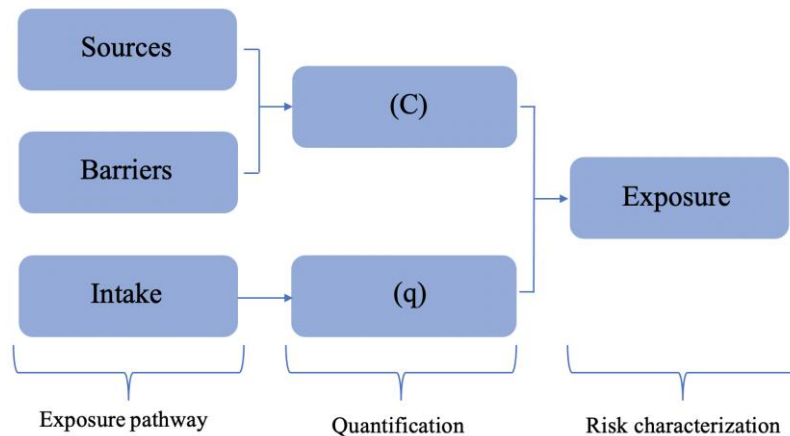 Sources
(C)
Barriers
Exposure
Intake
(q)
Exposure pathway
Quantification
Risk characterization